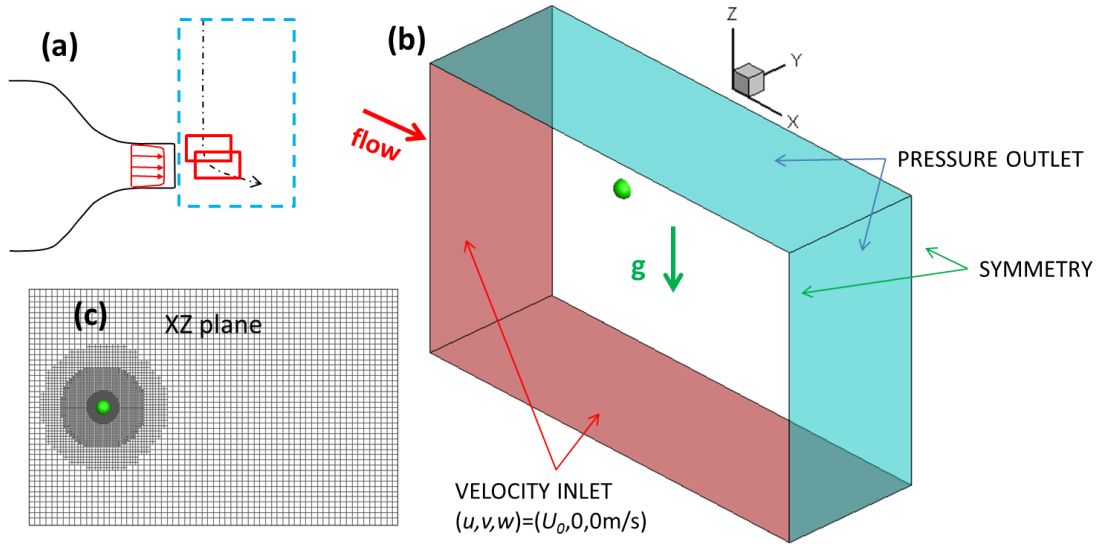 (a)
(b)
Z
Y
X
flow
PRESSURE OUTLET
g
SYMMETRY
(c)
XZ plane
VELOCITY INLET
(u,v,w)=(U₀,0,0m/s)